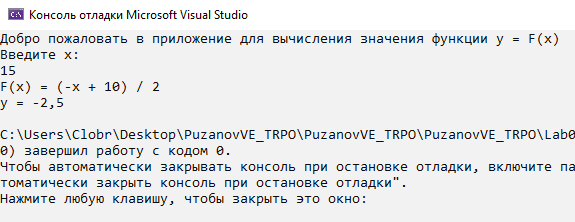 Консоль отладки Microsoft Visual Studio
Добро пожаловать в приложение для вычисления значения функции y = F(x)
Введите x:
15
F(x) = (-x + 10) / 2
y = -2,5
C:\Users\Clobr\Desktop\PuzanovVE_TRPO\PuzanovVE_TRPO\PuzanovVE_TRPO\Lab0
0) завершил работу с кодом 0.
Чтобы автоматически закрывать консоль при остановке отладки, включите па
томатически закрыть консоль при остановке отладки".
Нажмите любую клавишу, чтобы закрыть это окно: